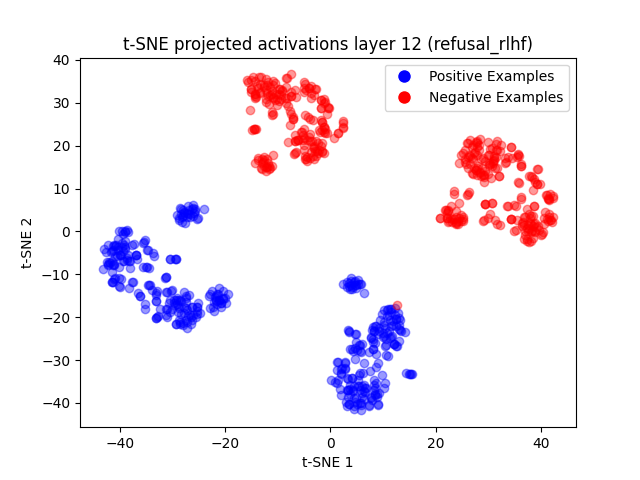 t-SNE projected activations layer 12 (refusal_rlhf)
Positive Examples
Negative Examples
40
30
20
10
0
−10
−20
−30
−40
t-SNE 2
−40
−20
0
20
40
t-SNE 1